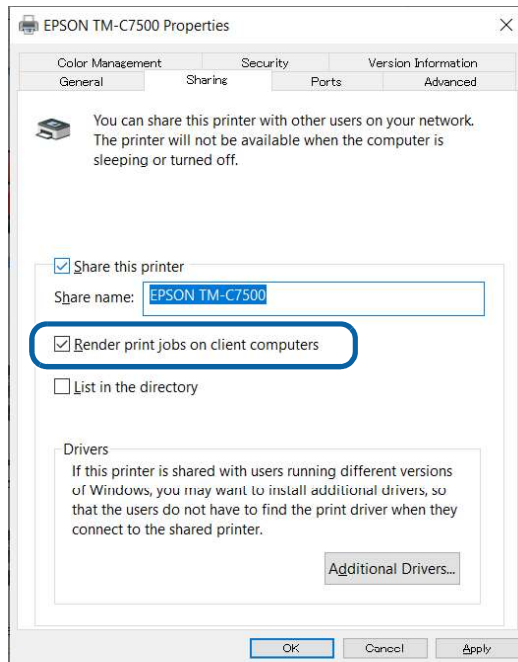 EPSON TM-C7500 Properties
Color Management Security Version Information
General Sharing Ports Advanced
You can share this printer with other users on your network.
The printer will not be available when the computer is
sleeping or turned off.
Share this printer
Share name: EPSON TM-C7500
Render print jobs on client computers
List in the directory
Drivers
If this printer is shared with users running different versions
of Windows, you may want to install additional drivers, so
that the users do not have to find the print driver when they
connect to the shared printer.
Additional Drivers...
OK Cancel Apply